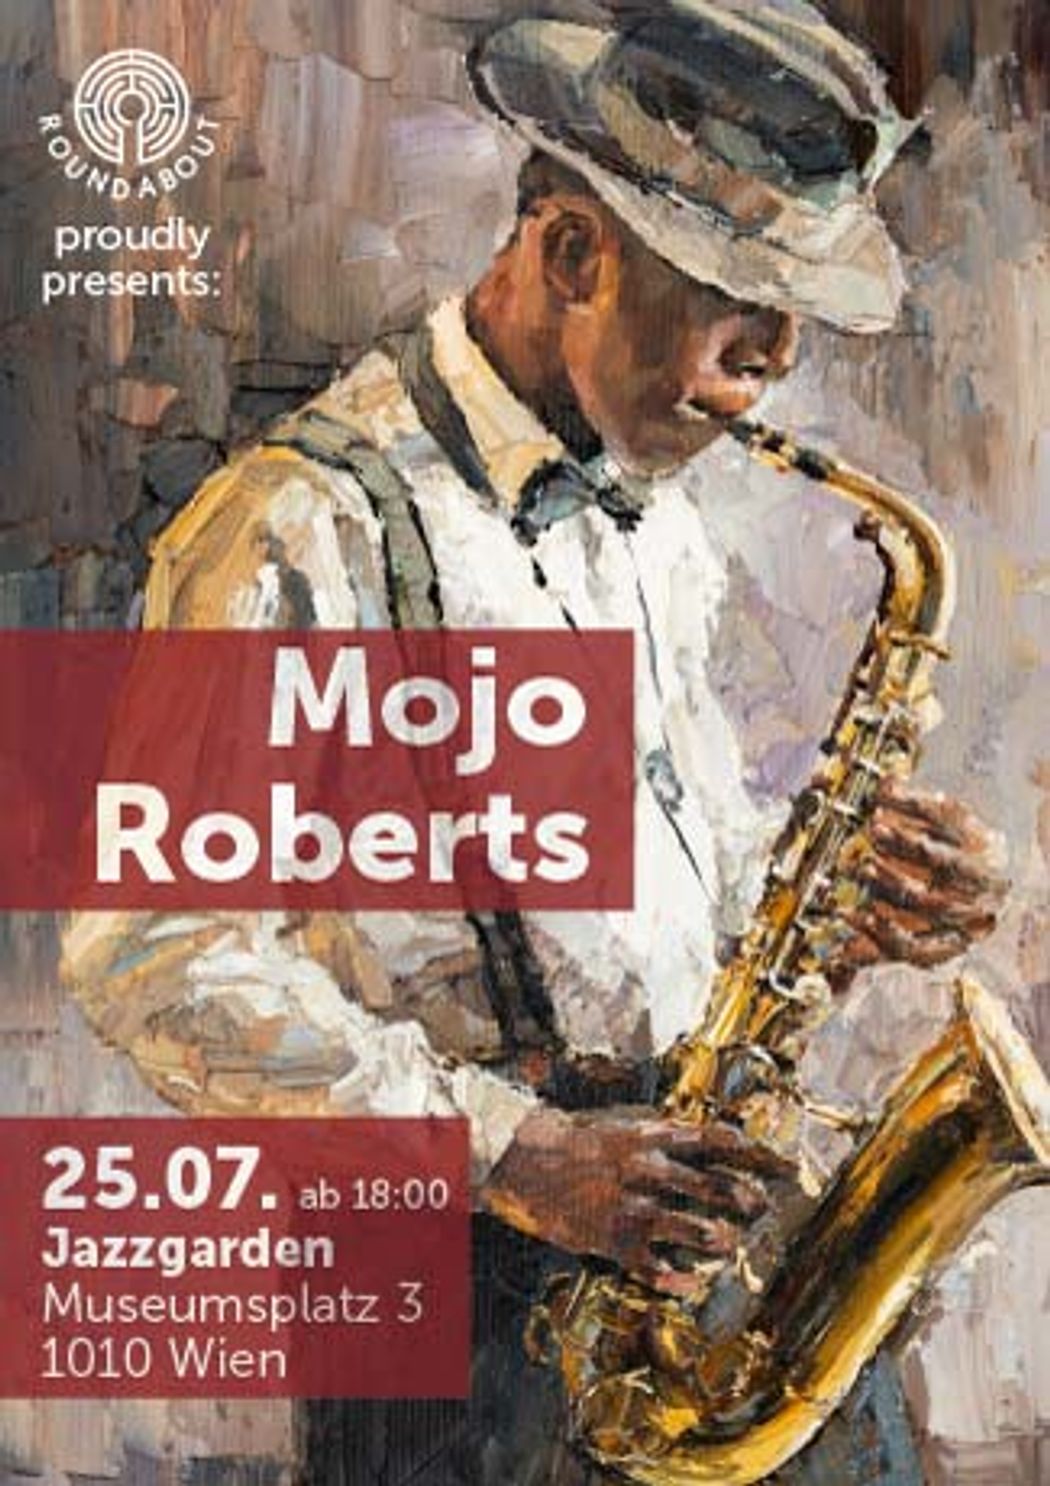 ROUNDABOUT
proudly
presents:
Mojo
Roberts
25.07. ab 18:00
Jazzgarden
Museumsplatz 3
1010 Wien